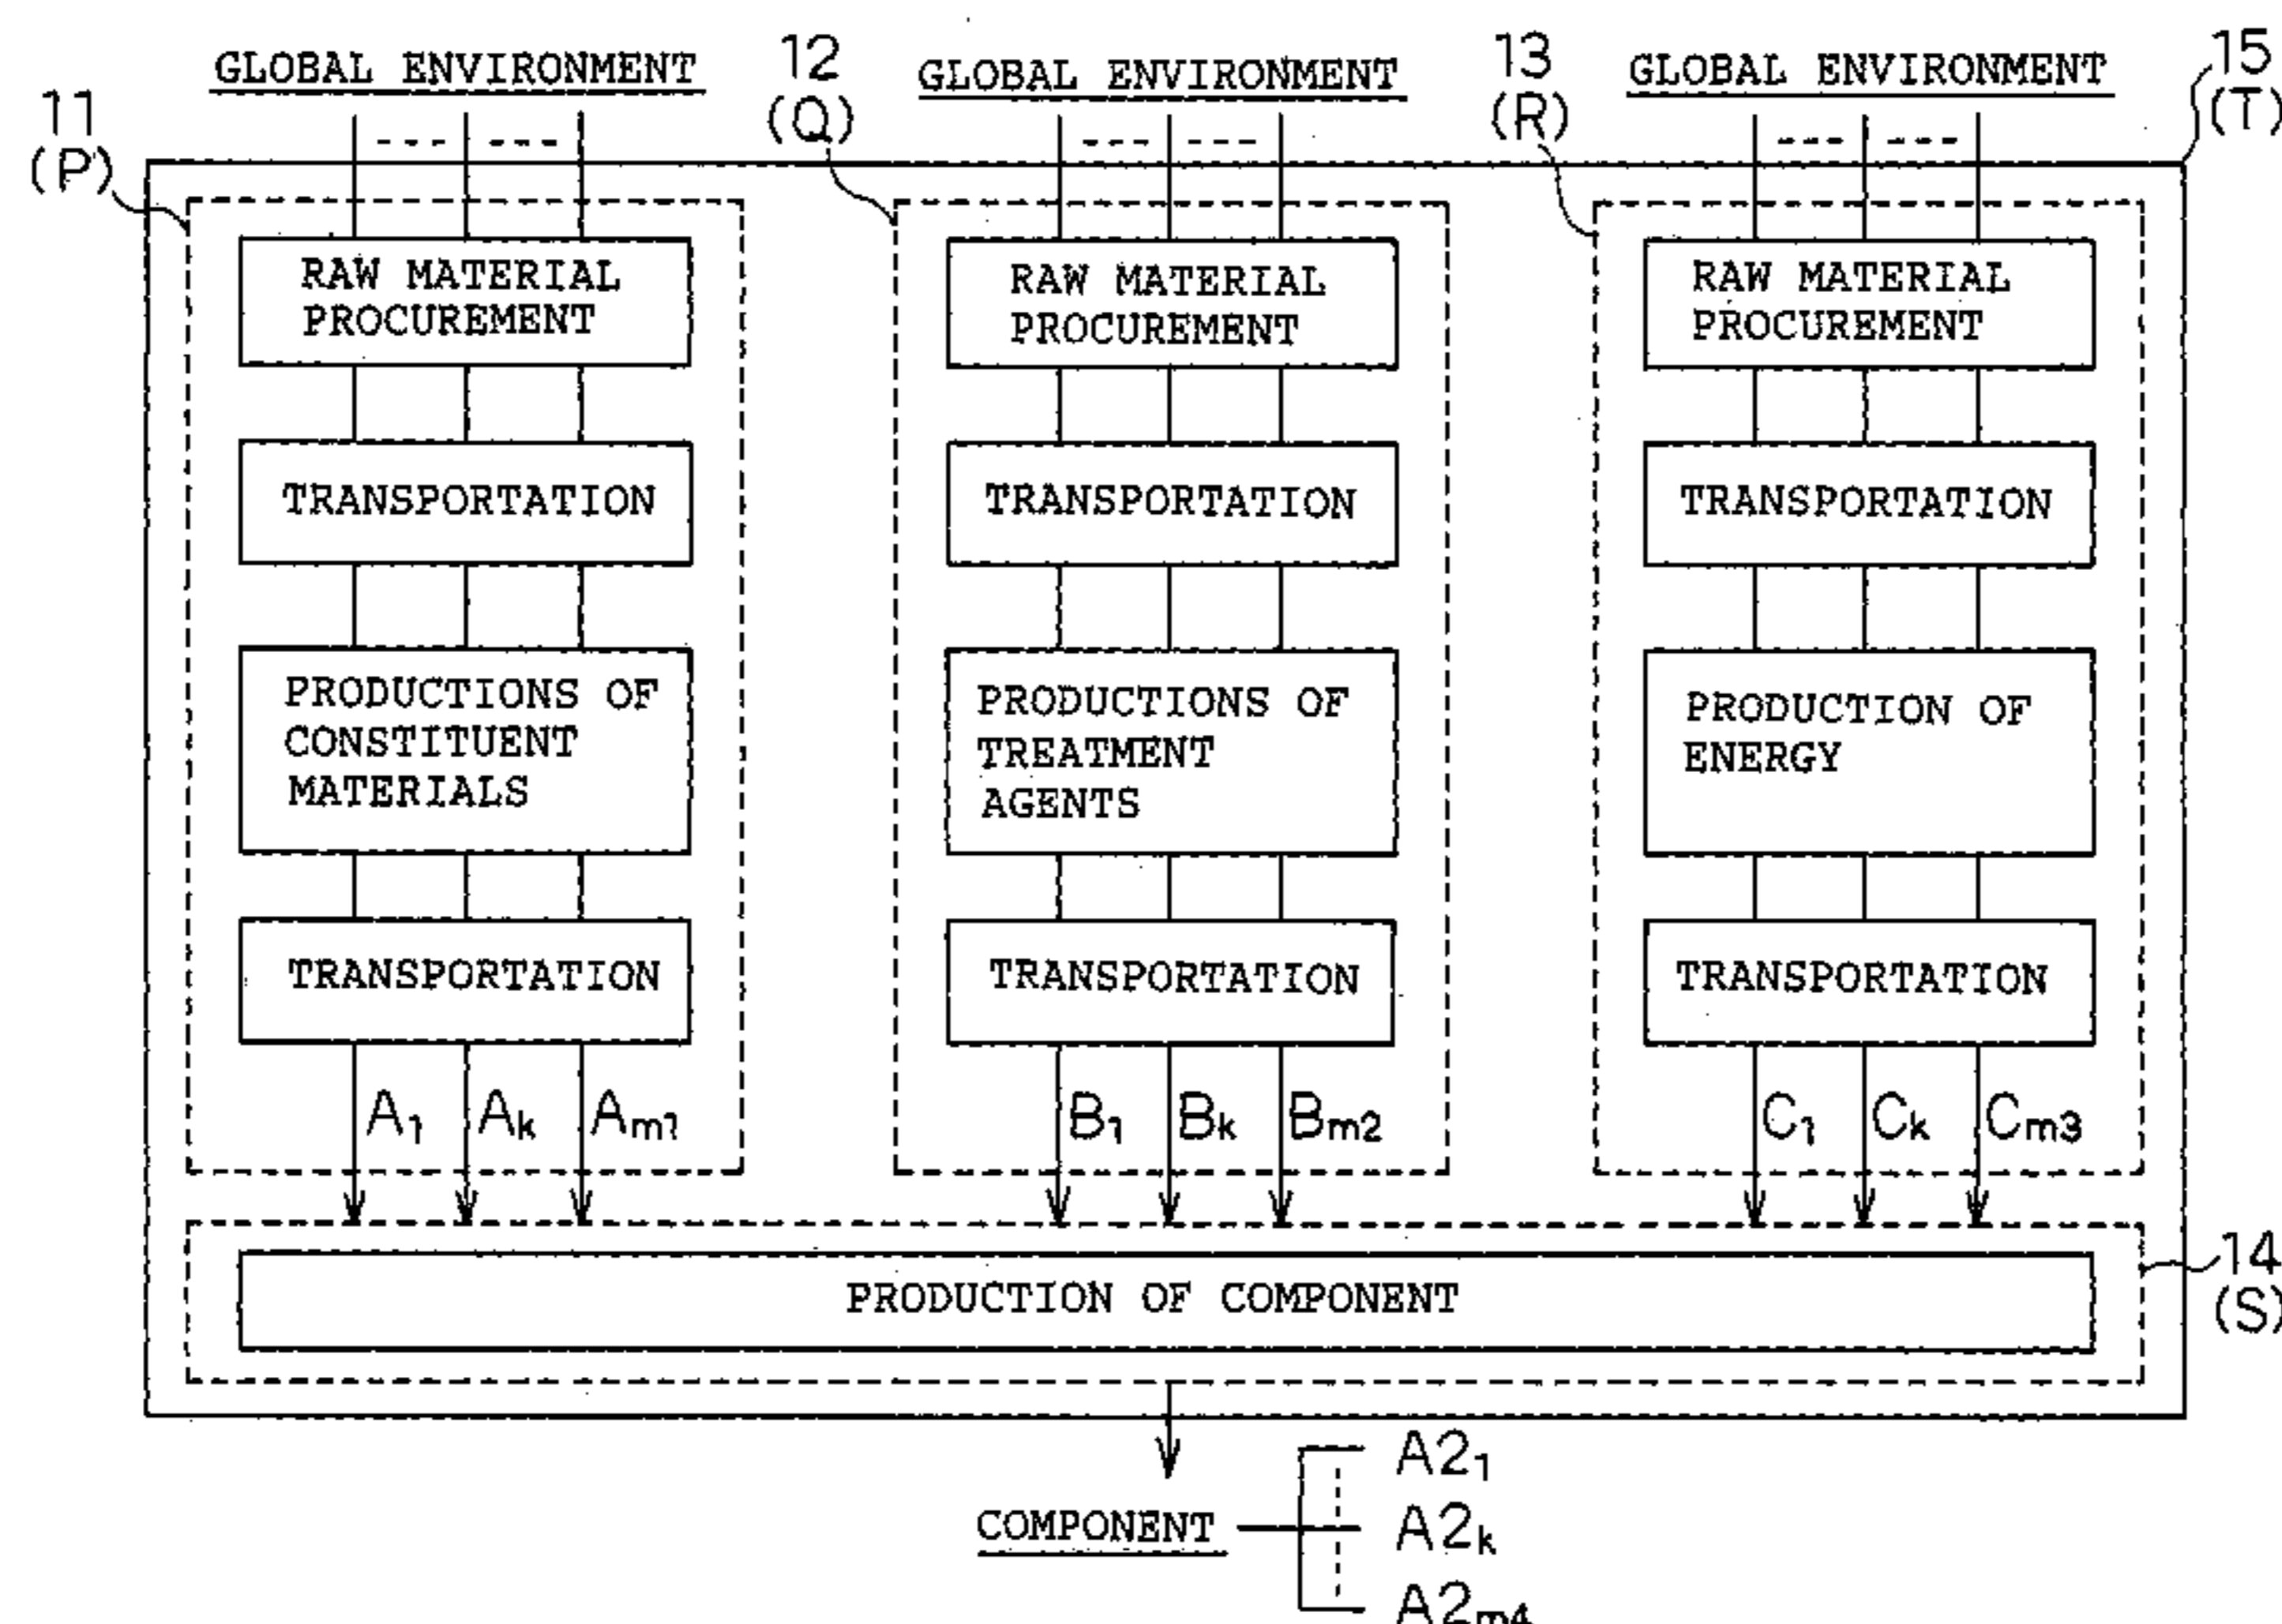 GLOBAL ENVIRONMENT
12
(Q)
GLOBAL ENVIRONMENT
13
(R)
GLOBAL ENVIRONMENT
15
(T)
11
(P)
RAW MATERIAL
PROCUREMENT
TRANSPORTATION
PRODUCTIONS OF
CONSTITUENT
MATERIALS
TRANSPORTATION
A1 Ak Am1
RAW MATERIAL
PROCUREMENT
TRANSPORTATION
PRODUCTIONS OF
TREATMENT
AGENTS
TRANSPORTATION
B1 Bk Bm2
RAW MATERIAL
PROCUREMENT
TRANSPORTATION
PRODUCTION OF
ENERGY
TRANSPORTATION
C1 Ck Cm3
PRODUCTION OF COMPONENT
14
(S)
COMPONENT
A21
A2k
A2m4